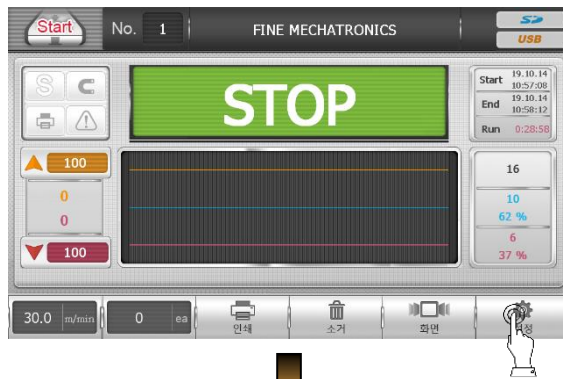 Start
No. 1
FINE MECHATRONICS
SD
USB
S
STOP
Start 19.10.14 10:57:08
End 19.10.14 10:58:12
Run 0:28:58
100
0
0
100
16
10
62 %
6
37 %
30.0 m/min
0 ea
인쇄
소거
화면